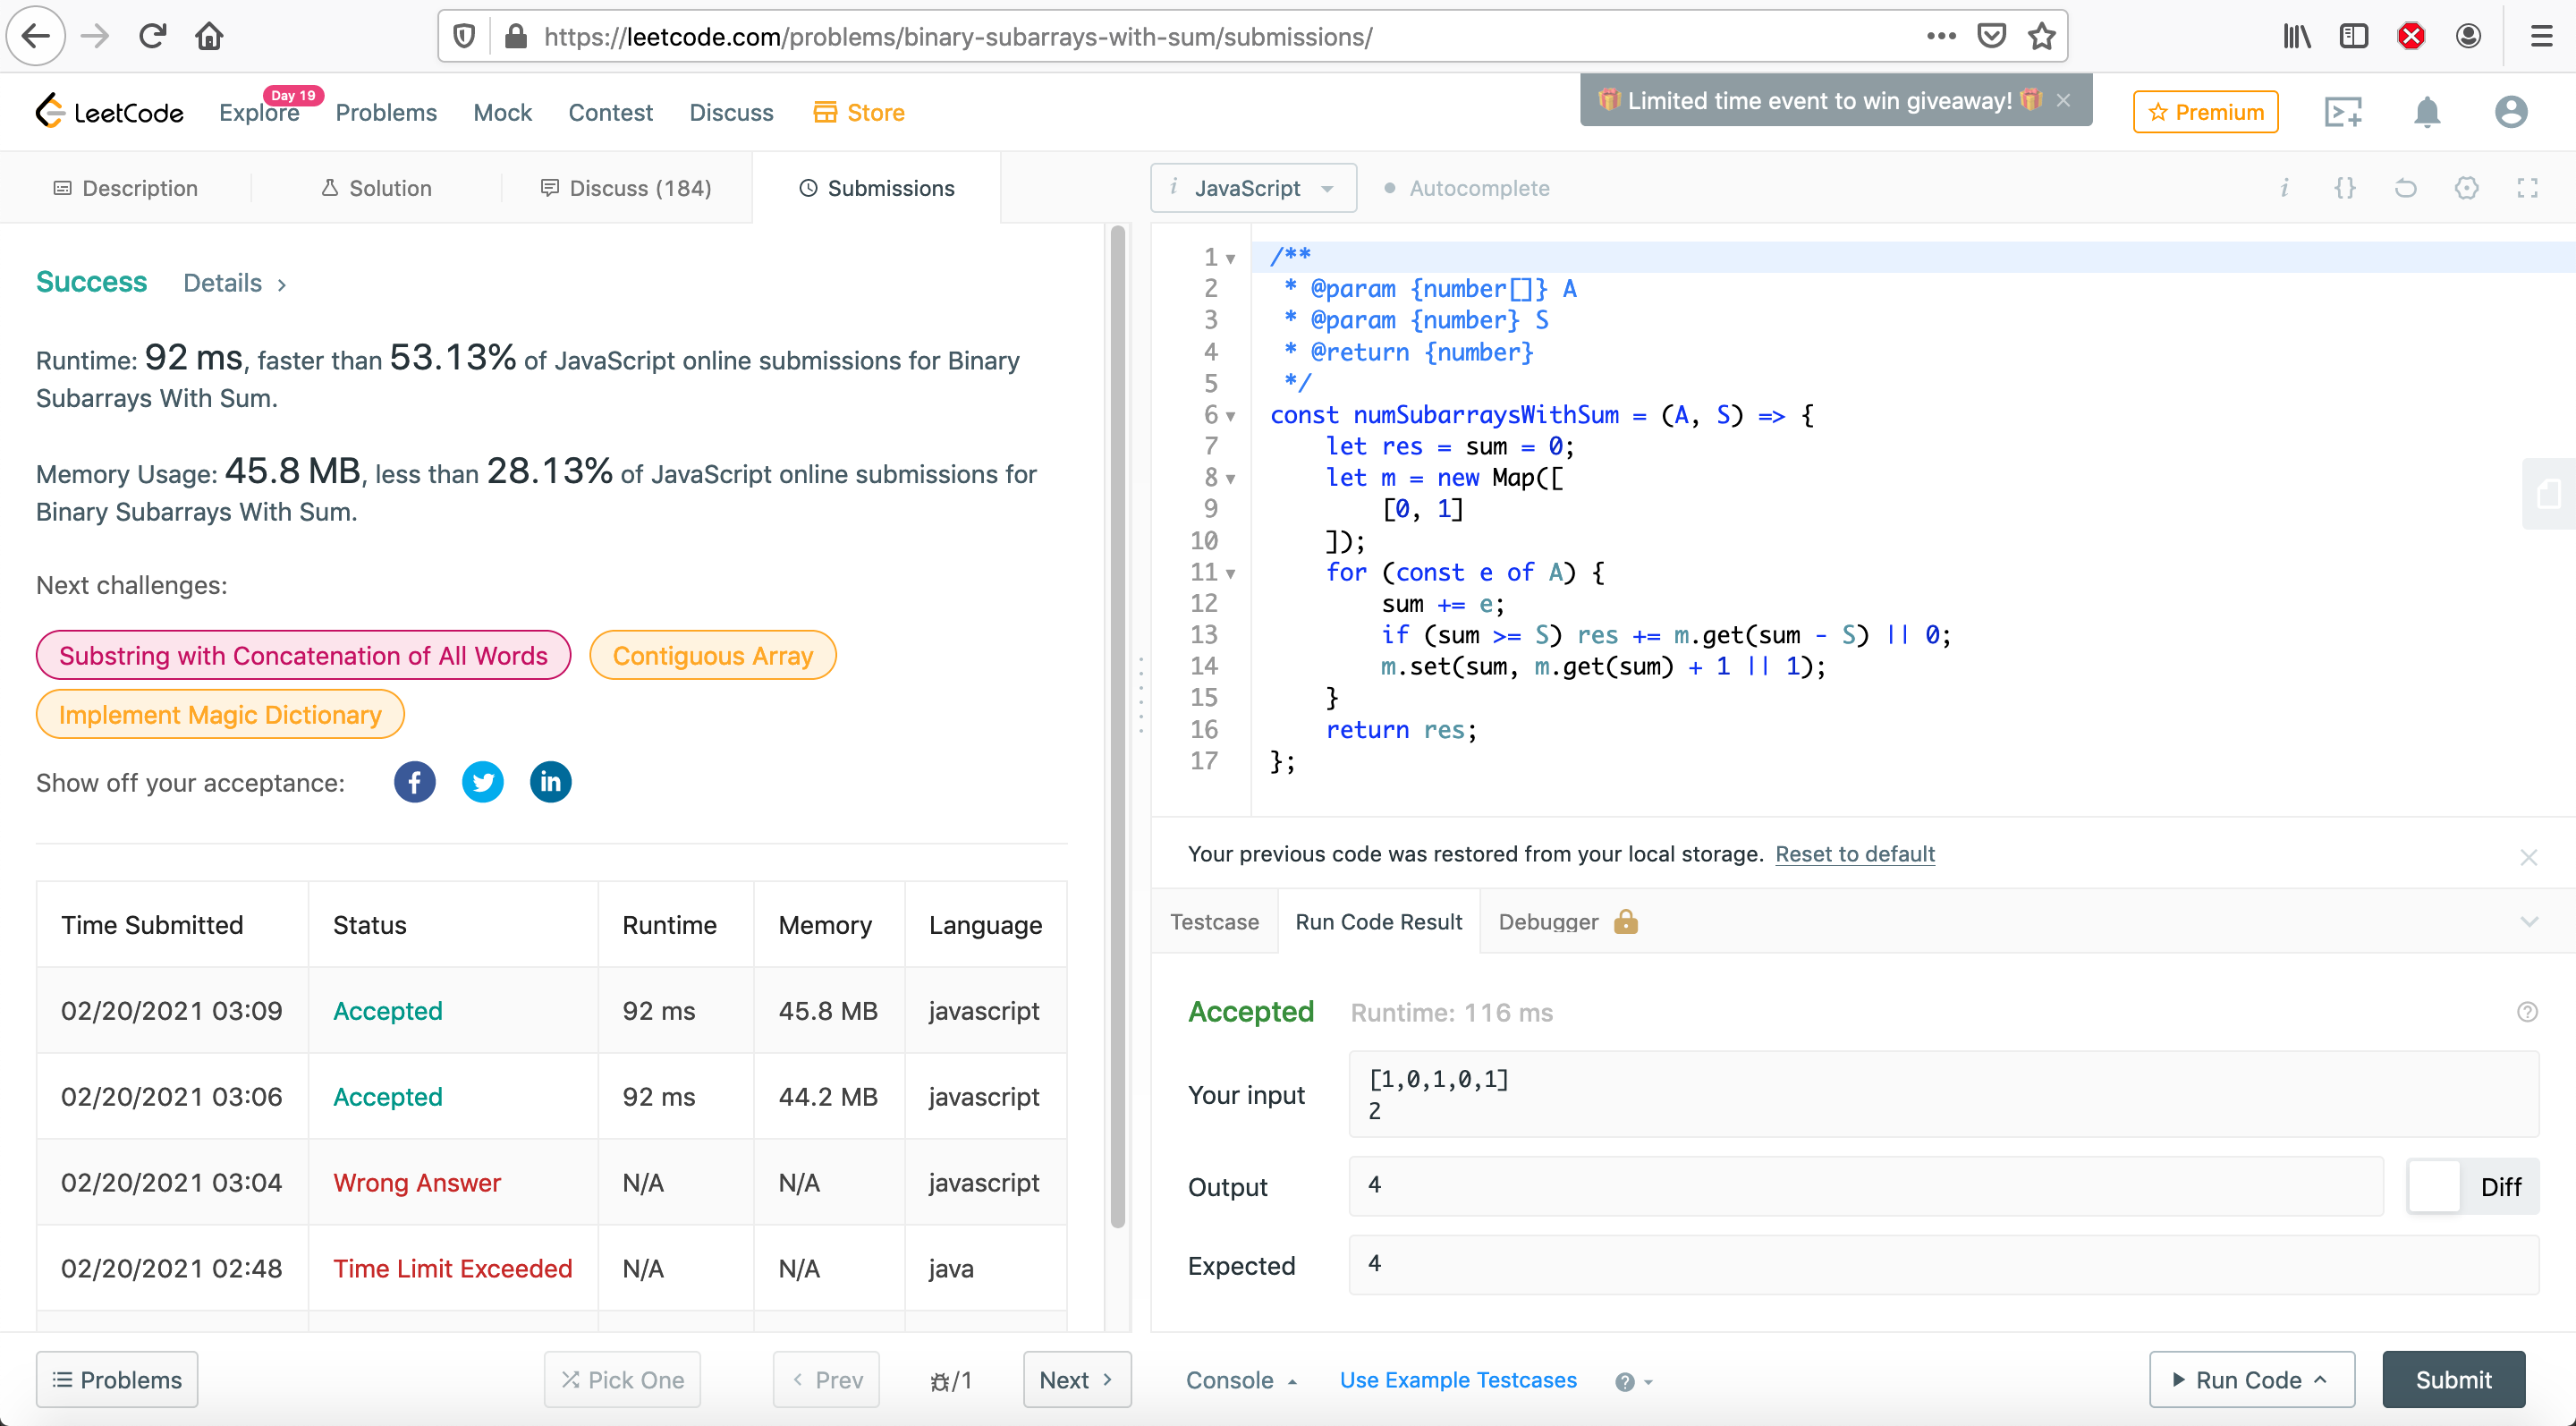 https://leetcode.com/problems/binary-subarrays-with-sum/submissions/
LeetCode
Explore
Day 19
Problems
Mock
Contest
Discuss
Store
Limited time event to win giveaway!
Premium
Description
Solution
Discuss (184)
Submissions
Success
Details
Runtime: 92 ms, faster than 53.13% of JavaScript online submissions for Binary
Subarrays With Sum.
Memory Usage: 45.8 MB, less than 28.13% of JavaScript online submissions for
Binary Subarrays With Sum.
Next challenges:
Substring with Concatenation of All Words
Contiguous Array
Implement Magic Dictionary
Show off your acceptance:
Time Submitted Status Runtime Memory Language
02/20/2021 03:09 Accepted 92 ms 45.8 MB javascript
02/20/2021 03:06 Accepted 92 ms 44.2 MB javascript
02/20/2021 03:04 Wrong Answer N/A N/A javascript
02/20/2021 02:48 Time Limit Exceeded N/A N/A java
Problems
Pick One
Prev
/1
Next
i JavaScript
Autocomplete
i {}
1 /**
2  * @param {number[]} A
3  * @param {number} S
4  * @return {number}
5  */
6 const numSubarraysWithSum = (A, S) => {
7     let res = sum = 0;
8     let m = new Map([
9         [0, 1]
10     ]);
11     for (const e of A) {
12         sum += e;
13         if (sum >= S) res += m.get(sum - S) || 0;
14         m.set(sum, m.get(sum) + 1 || 1);
15     }
16     return res;
17 };
Your previous code was restored from your local storage. Reset to default
Testcase
Run Code Result
Debugger
Accepted Runtime: 116 ms
Your input
[1,0,1,0,1]
2
Output
4
Diff
Expected
4
Console
Use Example Testcases
Run Code
Submit